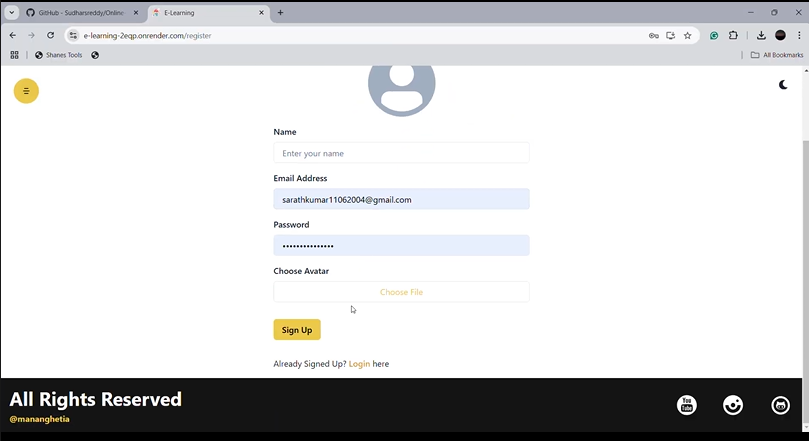 GitHub - Sudharsreddy/Online
E-Learning
e-learning-2eqp.onrender.com/register
Shanes Tools
All Bookmarks
Name
Enter your name
Email Address
sarathkumar11062004@gmail.com
Password
••••••••••••••
Choose Avatar
Choose File
Sign Up
Already Signed Up? Login here
All Rights Reserved
@mananghetia
You
Tube